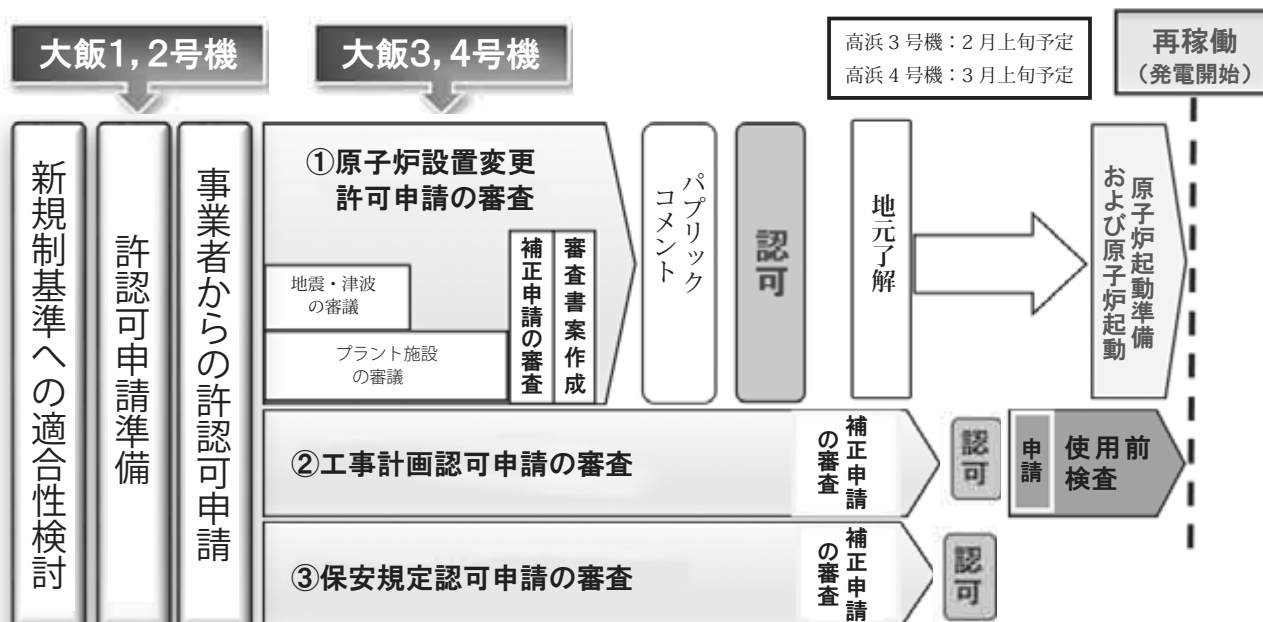 大飯1,2号機
大飯3,4号機
高浜3号機:2月上旬予定
高浜4号機:3月上旬予定
再稼働
(発電開始)
新規制基準への適合性検討
許認可申請準備
事業者からの許認可申請
①原子炉設置変更
許可申請の審査
地震・津波
の審議
プラント施設
の審議
補正申請の審査
審査書案作成
パブリック
コメント
認可
地元了解
原子炉起動準備
および原子炉起動
②工事計画認可申請の審査
補正申請
の審査
認可
申請
使用前
検査
③保安規定認可申請の審査
補正申請
の審査
認可